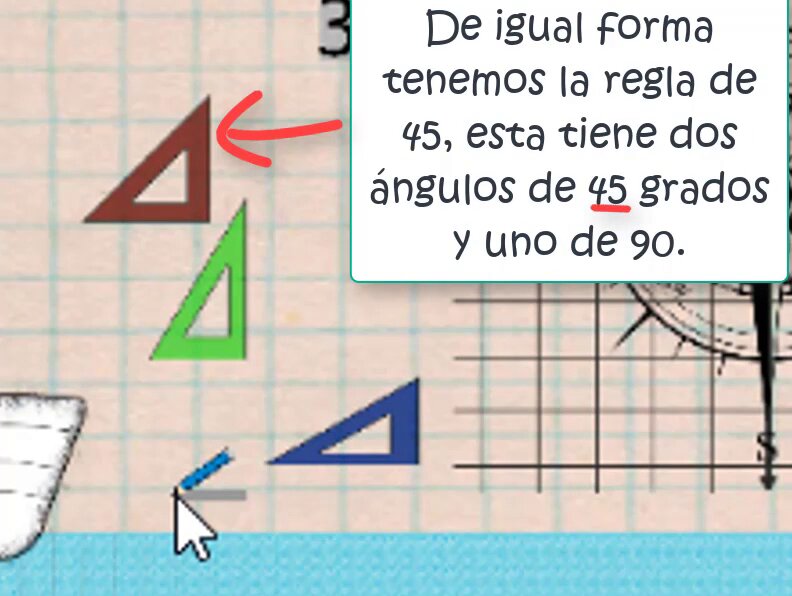 3
De igual forma
tenemos la regla de
45, esta tiene dos
ángulos de 45 grados
y uno de 90.
S